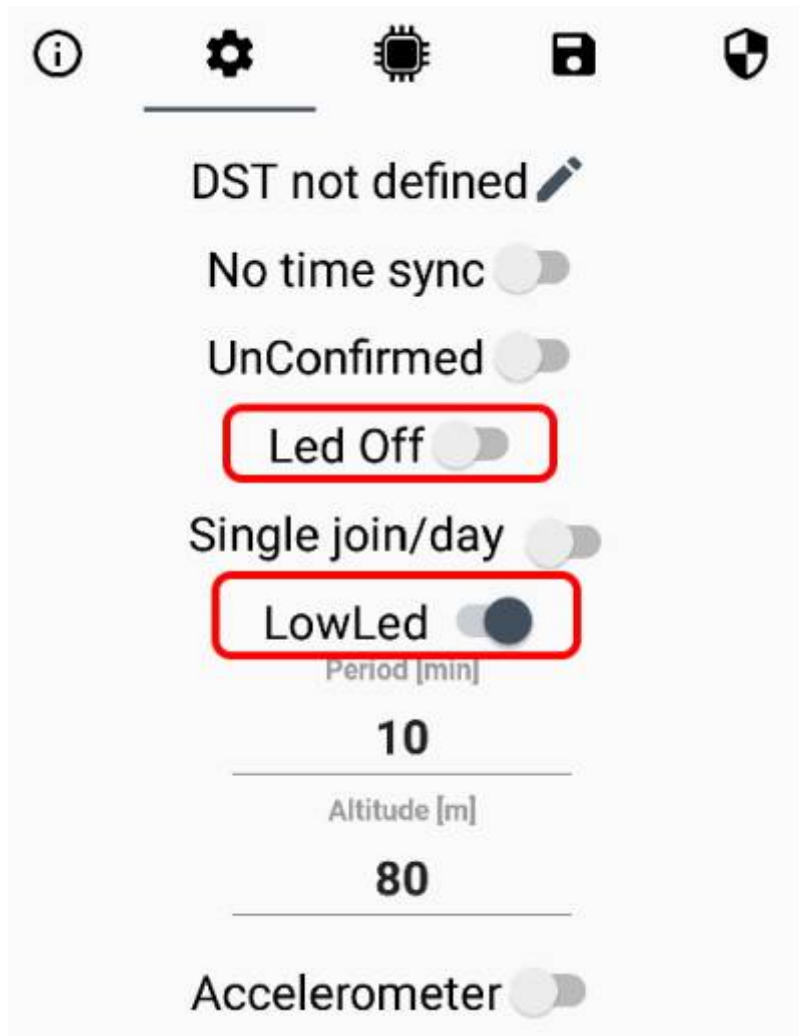 DST not defined
No time sync
UnConfirmed
Led Off
Single join/day
LowLed
Period [min]
10
Altitude [m]
80
Accelerometer